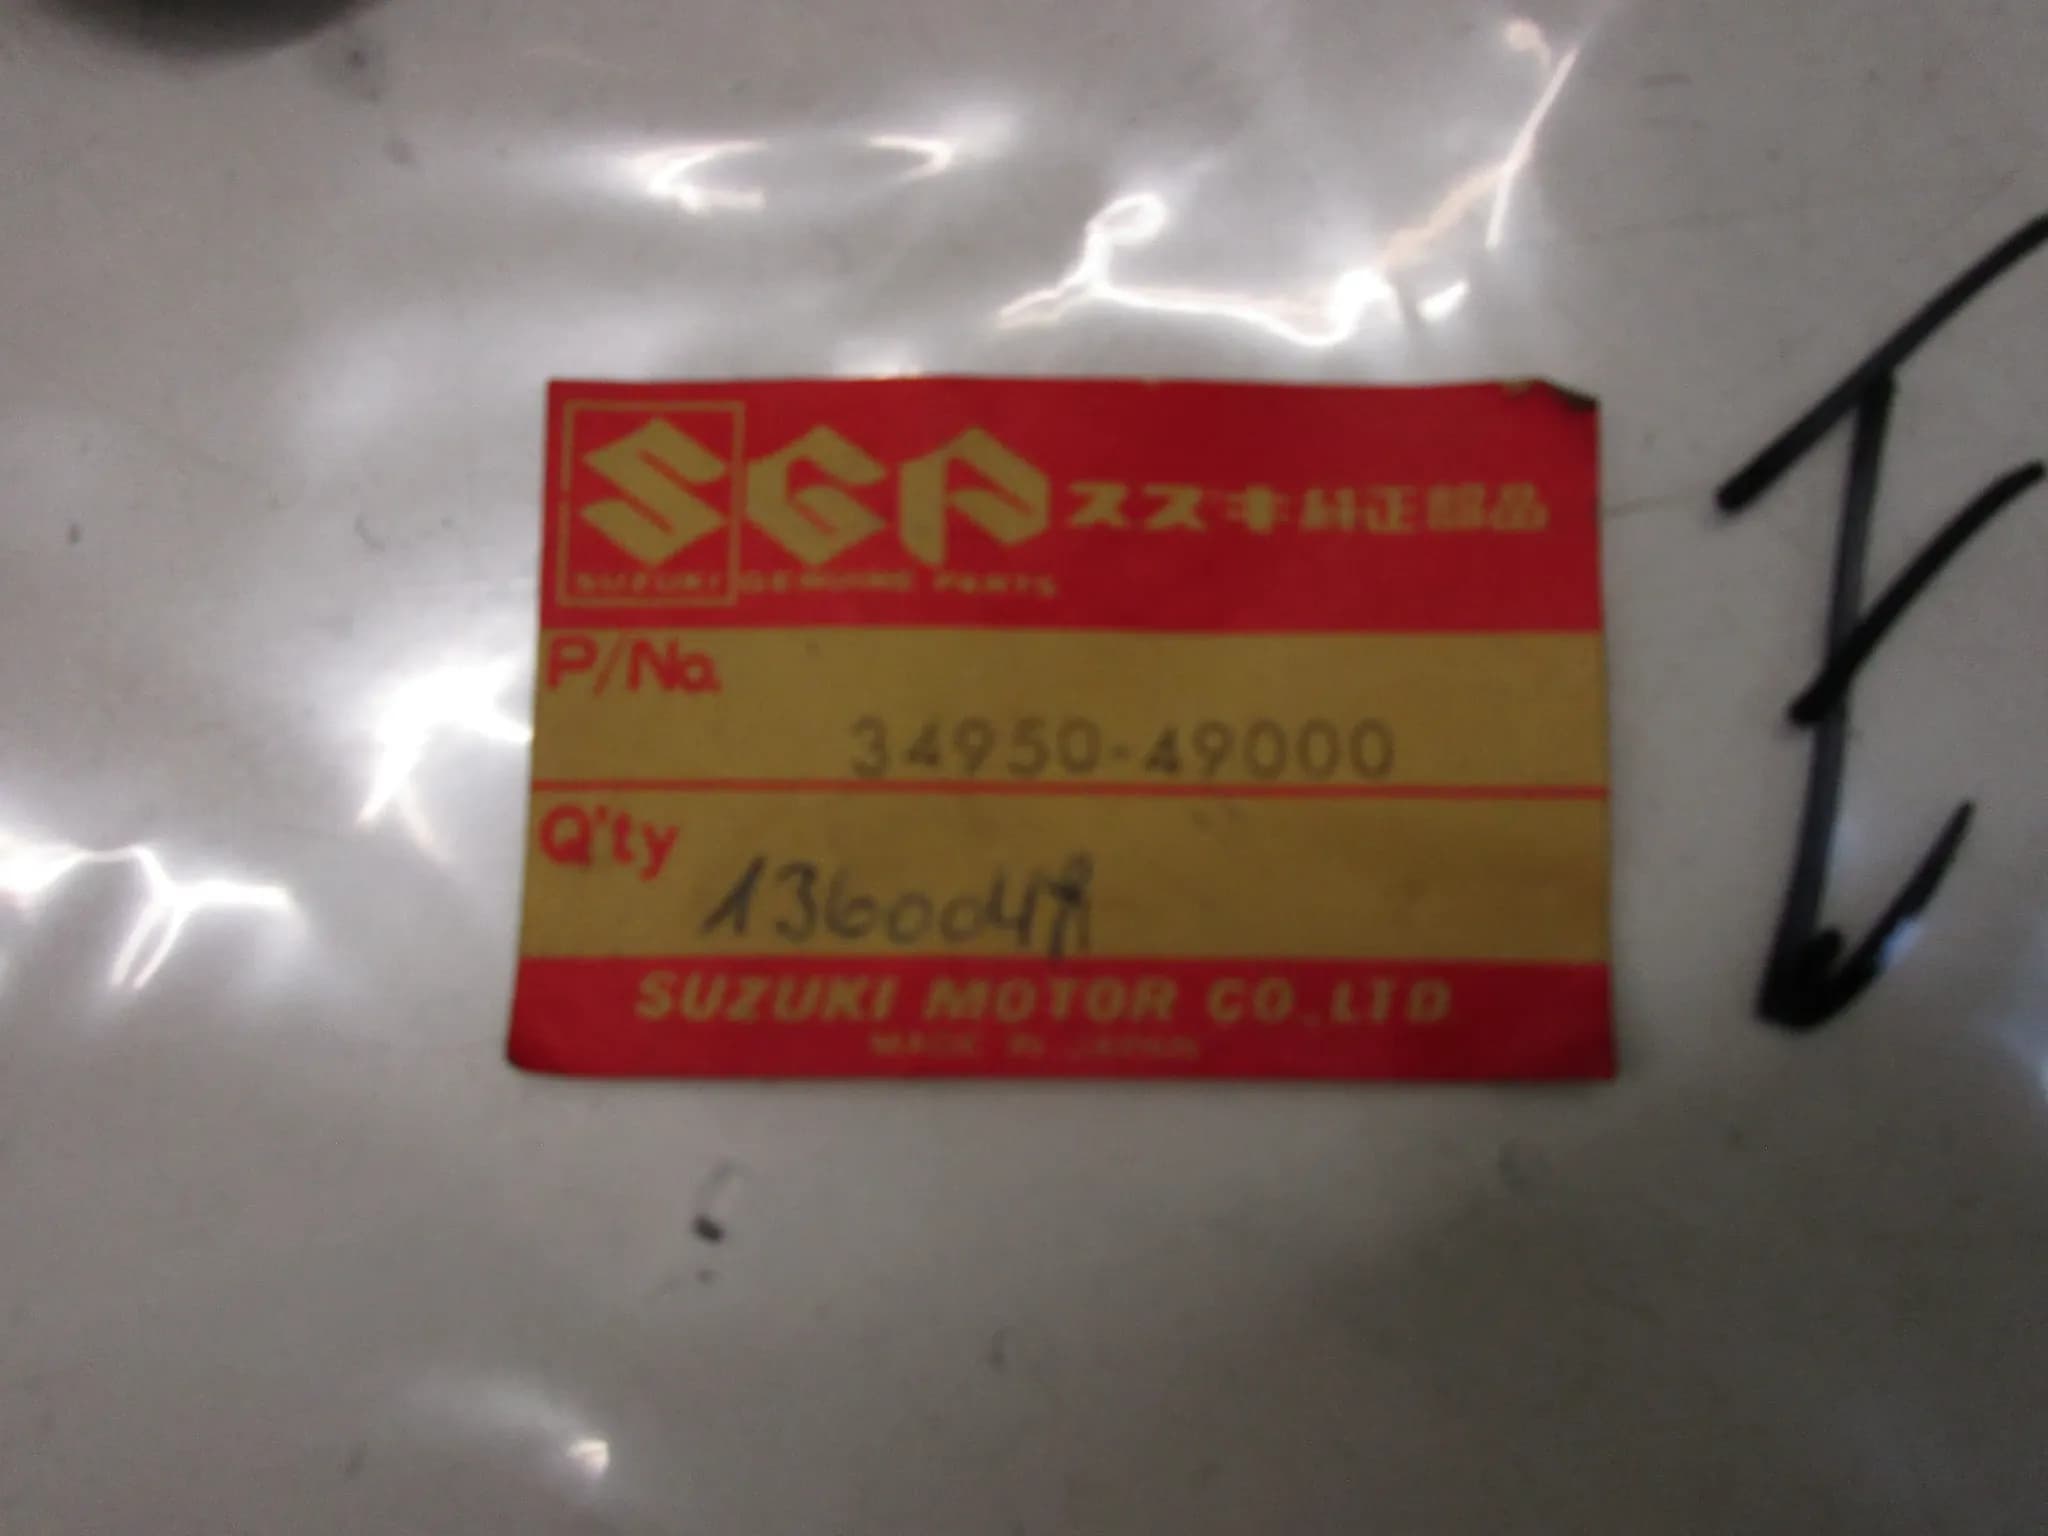 SGP スズキ純正部品
SUZUKI GENUINE PARTS
P/No.
34950-49000
Q'ty
SUZUKI MOTOR CO.,LTD
MADE IN JAPAN